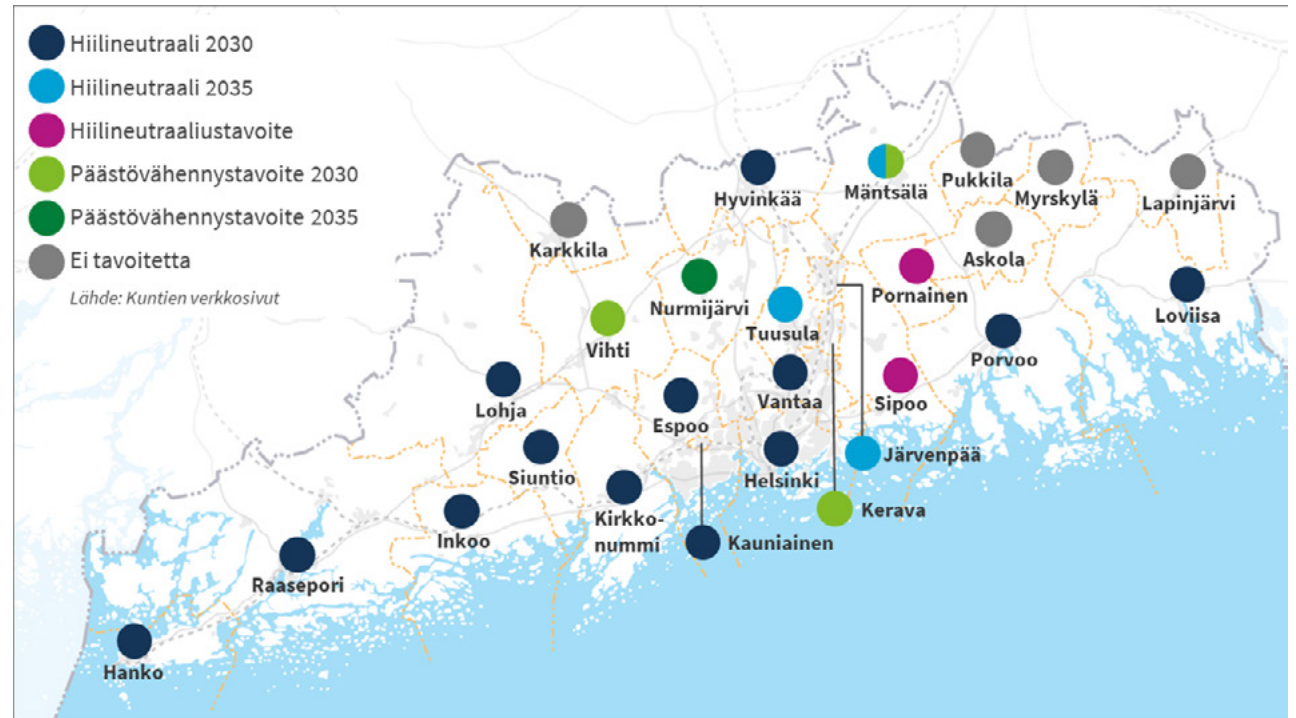 Hiilineutraali 2030
Hiilineutraali 2035
Hiilineutraaliustavoite
Päästövähennystavoite 2030
Päästövähennystavoite 2035
Ei tavoitetta
Lähde: Kuntien verkkosivut
Hyvinkää
Mäntsälä
Pukkila
Myrskylä
Lapinjärvi
Karkkila
Askola
Nurmijärvi
Pornainen
Loviisa
Tuusula
Vihti
Porvoo
Lohja
Espoo
Vantaa
Sipoo
Siuntio
Helsinki
Järvenpää
Inkoo
Kirkko-
nummi
Kauniainen
Kerava
Raasepori
Hanko